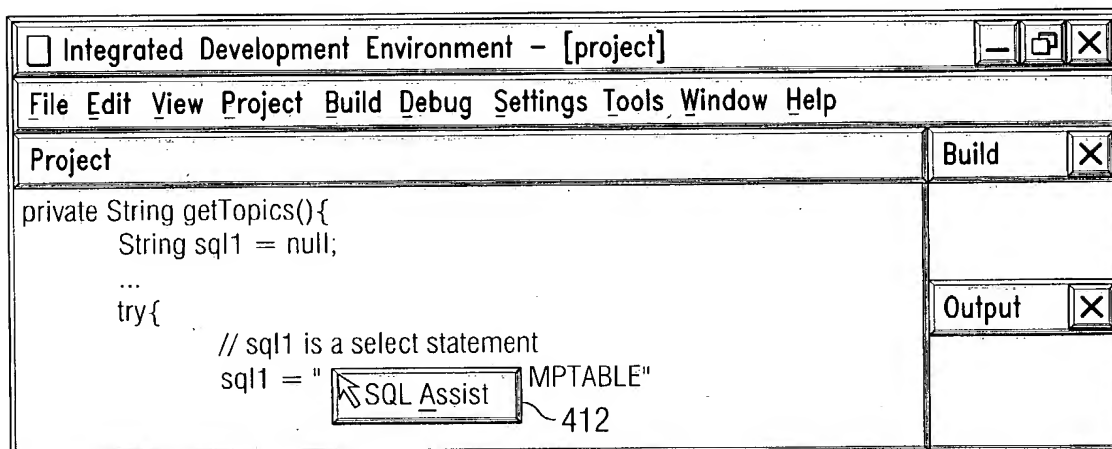 Integrated Development Environment - [project]
File Edit View Project Build Debug Settings Tools Window Help
Project
Build
private String getTopics(){
String sql1 = null;
...
try{
Output
// sql1 is a select statement
sql1 = " SQL Assist MPTABLE"
412